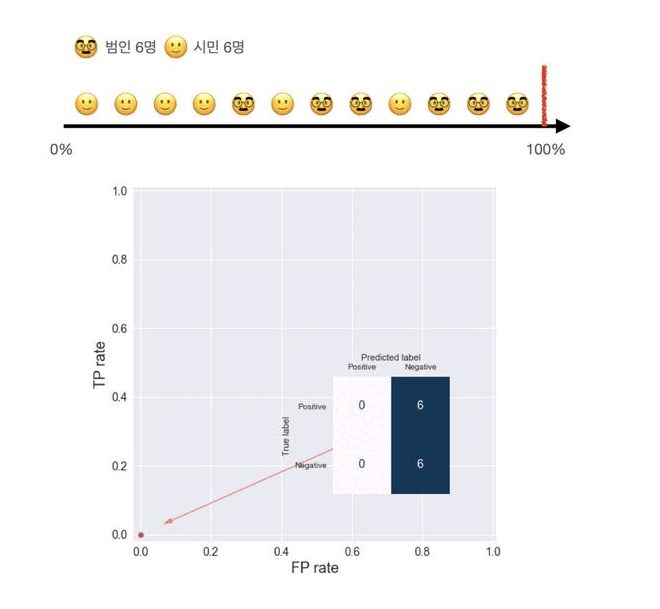 범인 6명 시민 6명
0% 100%
1.0
0.8
0.6
0.4
0.2
0.0
TP rate
Predicted label
Positive Negative
True label
Positive 0 6
Negative 0 6
0.0 0.2 0.4 0.6 0.8 1.0
FP rate